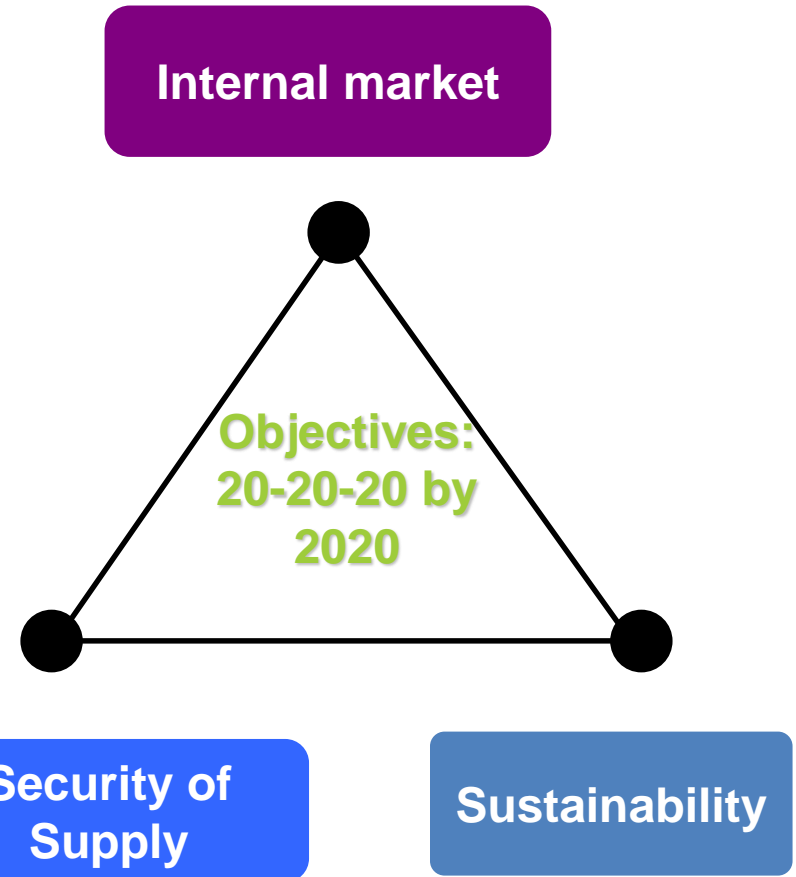 Internal market
Objectives:
20-20-20 by
2020
Security of
Supply
Sustainability